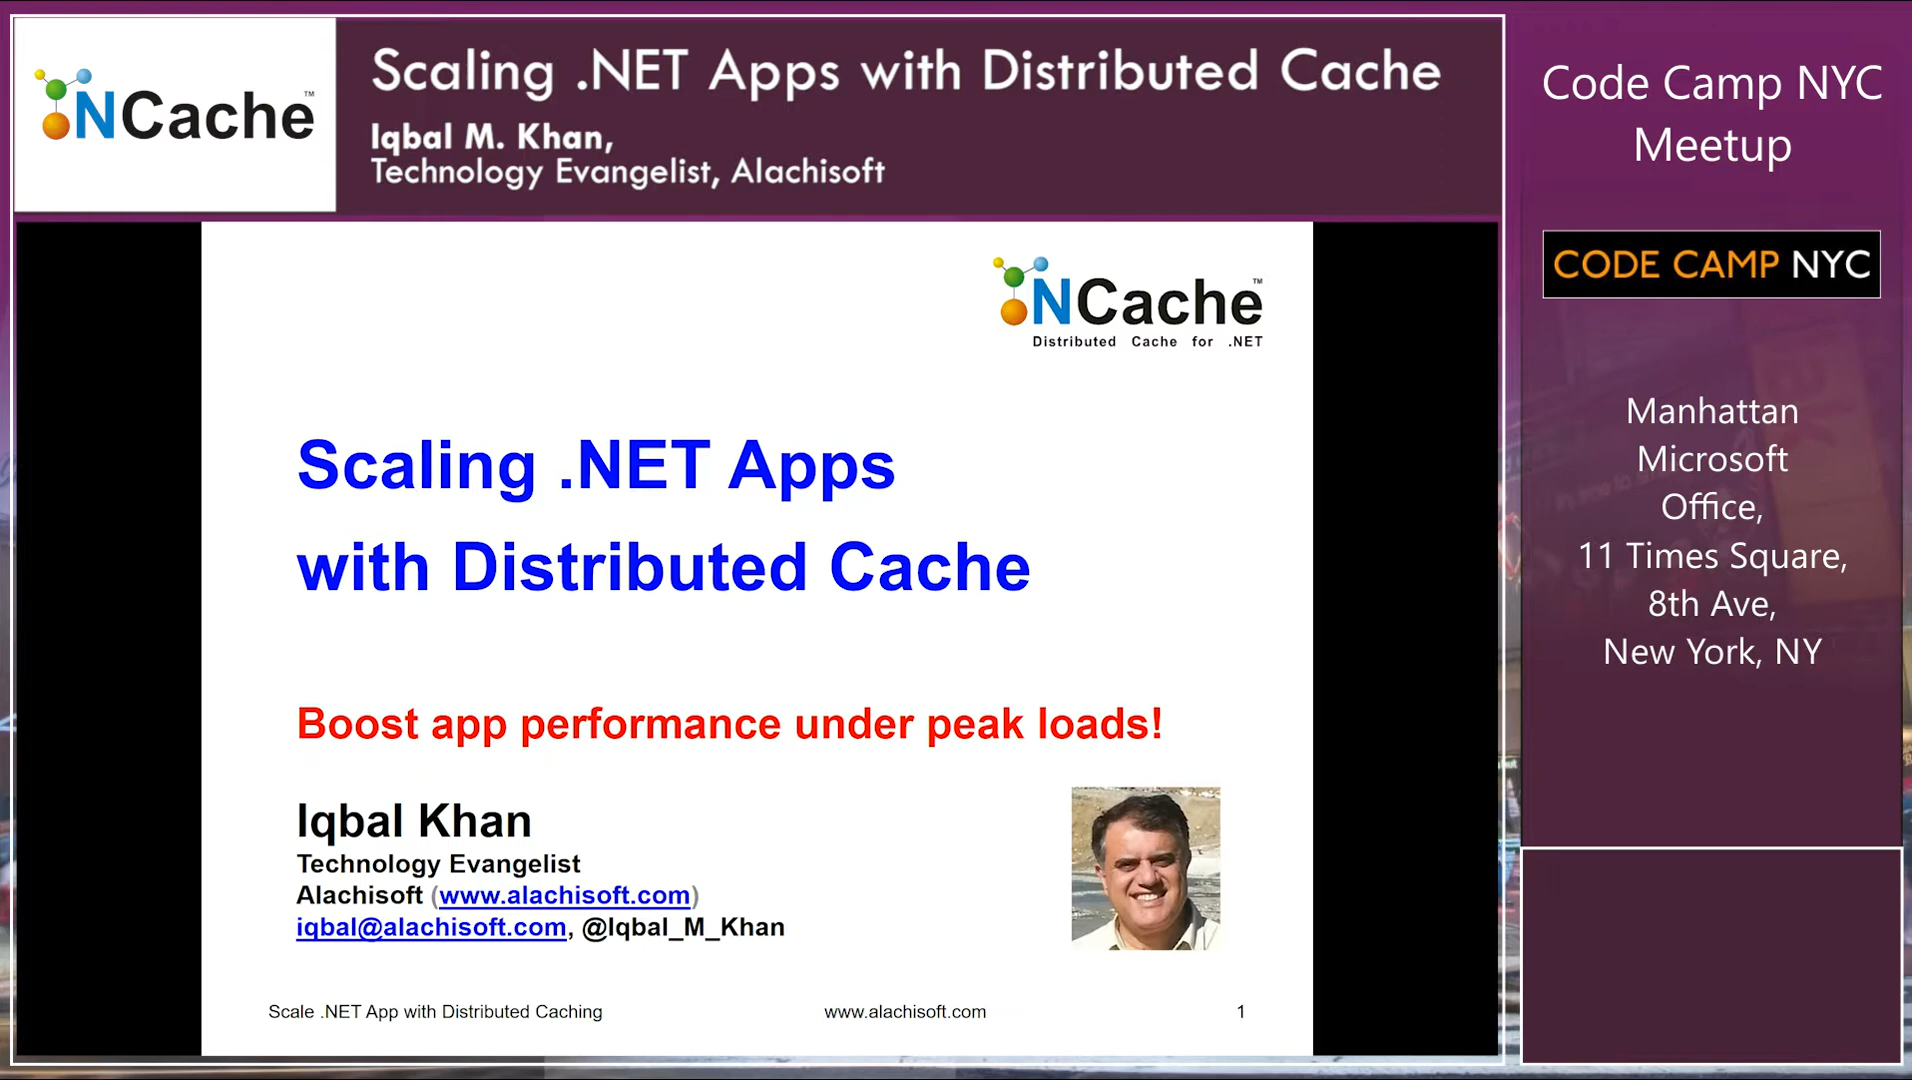 NCache™
Scaling .NET Apps with Distributed Cache
Iqbal M. Khan,
Technology Evangelist, Alachisoft
Code Camp NYC
Meetup
CODE CAMP NYC
Manhattan
Microsoft
Office,
11 Times Square,
8th Ave,
New York, NY
NCache™
Distributed Cache for .NET
Scaling .NET Apps
with Distributed Cache
Boost app performance under peak loads!
Iqbal Khan
Technology Evangelist
Alachisoft (www.alachisoft.com)
iqbal@alachisoft.com, @Iqbal_M_Khan
Scale .NET App with Distributed Caching
www.alachisoft.com
1